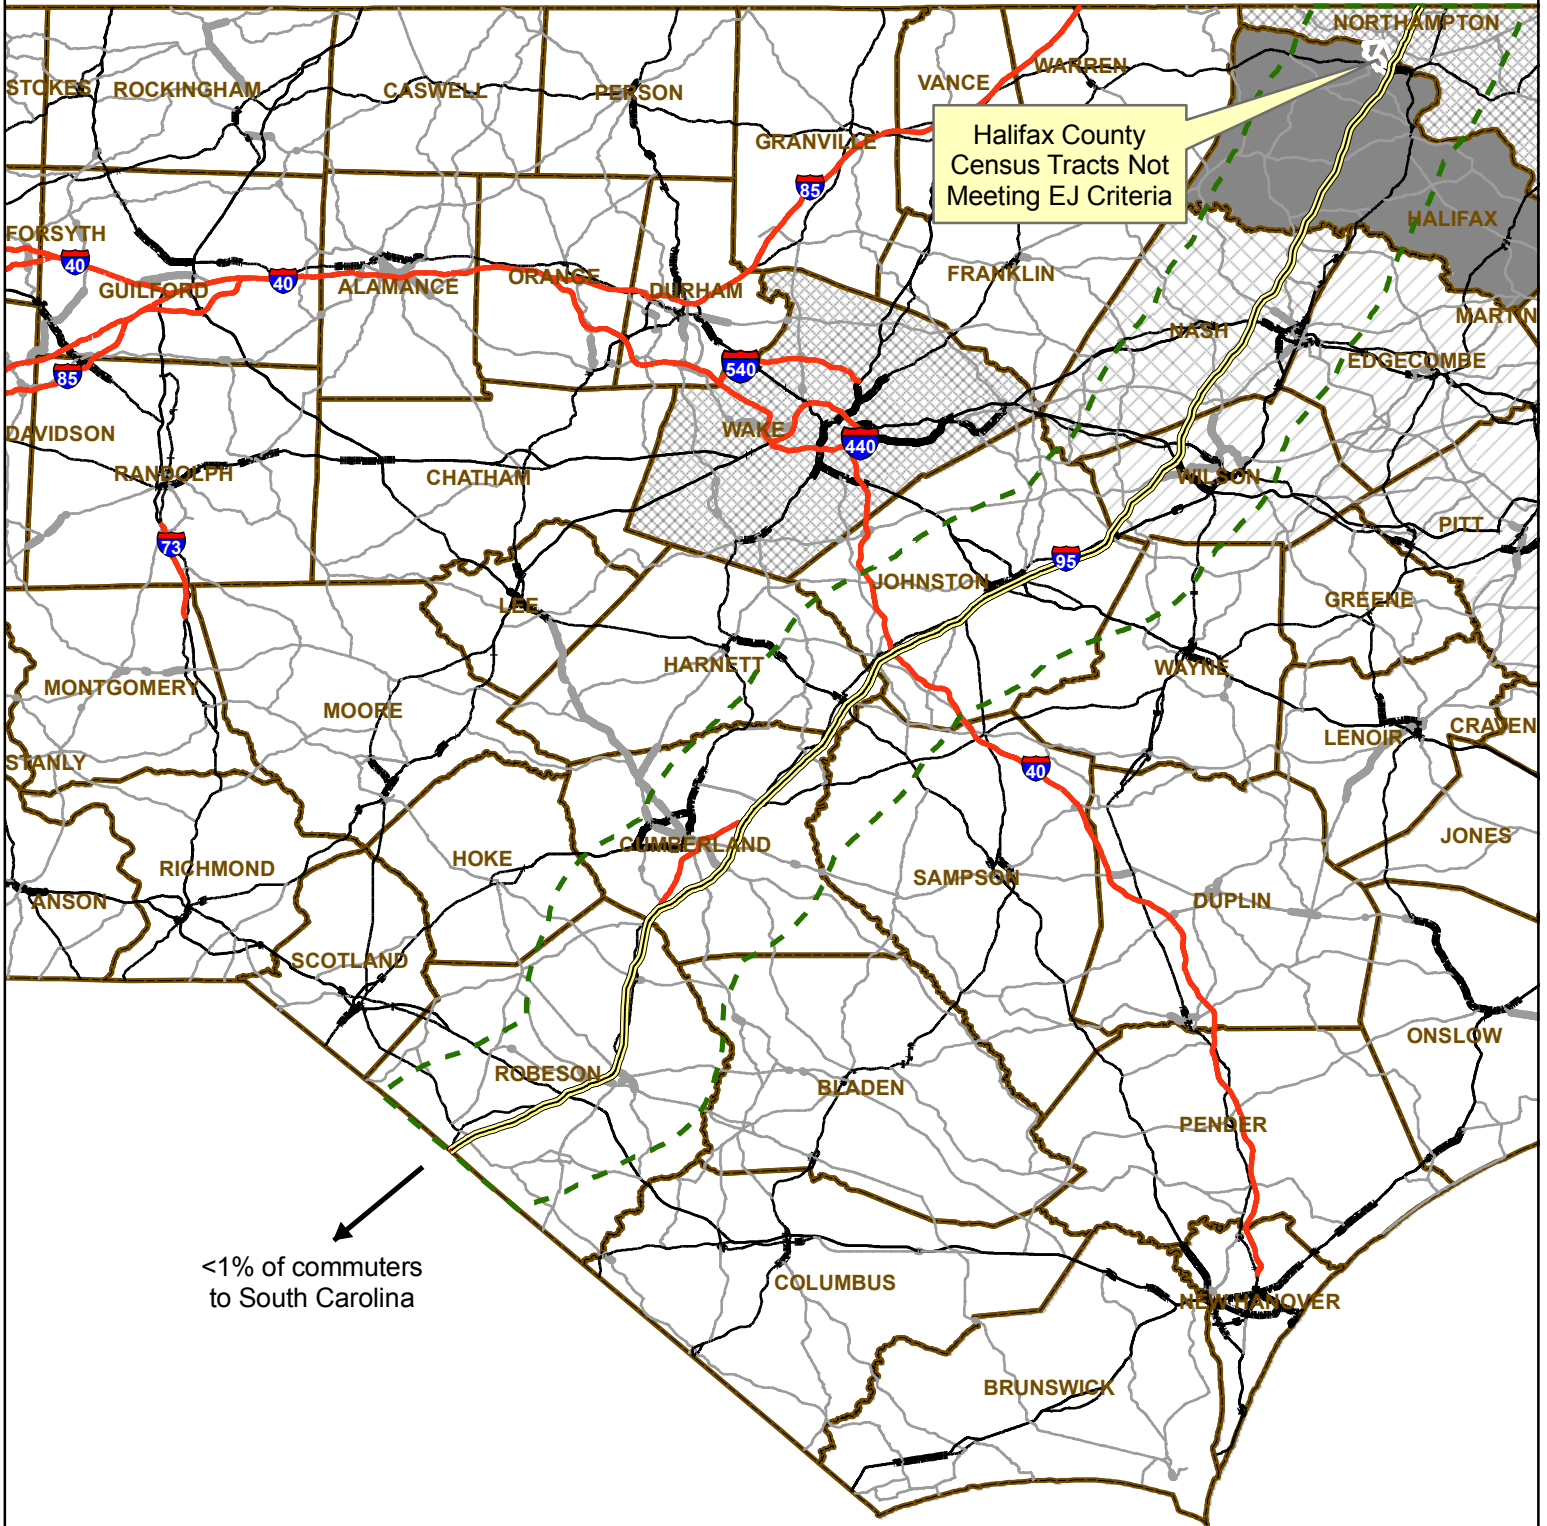 NORTHAMPTON
STOKES
ROCKINGHAM
CASWELL
PERSON
VANCE
WARREN
GRANVILLE
85
Halifax County
Census Tracts Not
Meeting EJ Criteria
HALIFAX
FORSYTH
40
GUILFORD
40
ALAMANCE
ORANGE
DURHAM
FRANKLIN
NASH
MARTIN
EDGECOMBE
85
540
DAVIDSON
RANDOLPH
CHATHAM
WAKE
440
WILSON
PITT
73
95
JOHNSTON
LEE
GREENE
HARNETT
WAYNE
MONTGOMERY
MOORE
CRAVEN
LENOIR
STANLY
40
CUMBERLAND
JONES
RICHMOND
HOKE
SAMPSON
DUPLIN
ANSON
SCOTLAND
ONSLOW
ROBESON
BLADEN
PENDER
<1% of commuters
to South Carolina
COLUMBUS
NEW HANOVER
BRUNSWICK